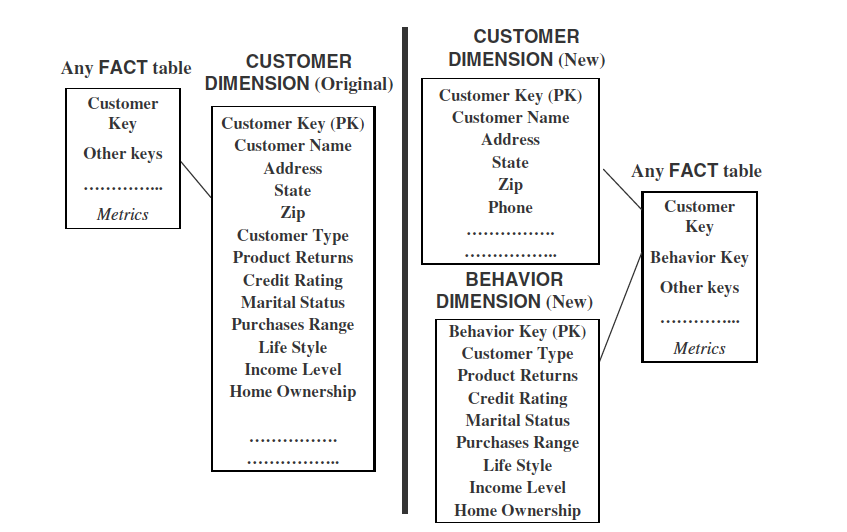 Any FACT table
Customer
Key
Other keys
…………...
Metrics
CUSTOMER
DIMENSION (Original)
Customer Key (PK)
Customer Name
Address
State
Zip
Customer Type
Product Returns
Credit Rating
Marital Status
Purchases Range
Life Style
Income Level
Home Ownership
…………….
……………..
CUSTOMER
DIMENSION (New)
Customer Key (PK)
Customer Name
Address
State
Zip
Phone
…………….
……………..
BEHAVIOR
DIMENSION (New)
Behavior Key (PK)
Customer Type
Product Returns
Credit Rating
Marital Status
Purchases Range
Life Style
Income Level
Home Ownership
Any FACT table
Customer
Key
Behavior Key
Other keys
…………...
Metrics